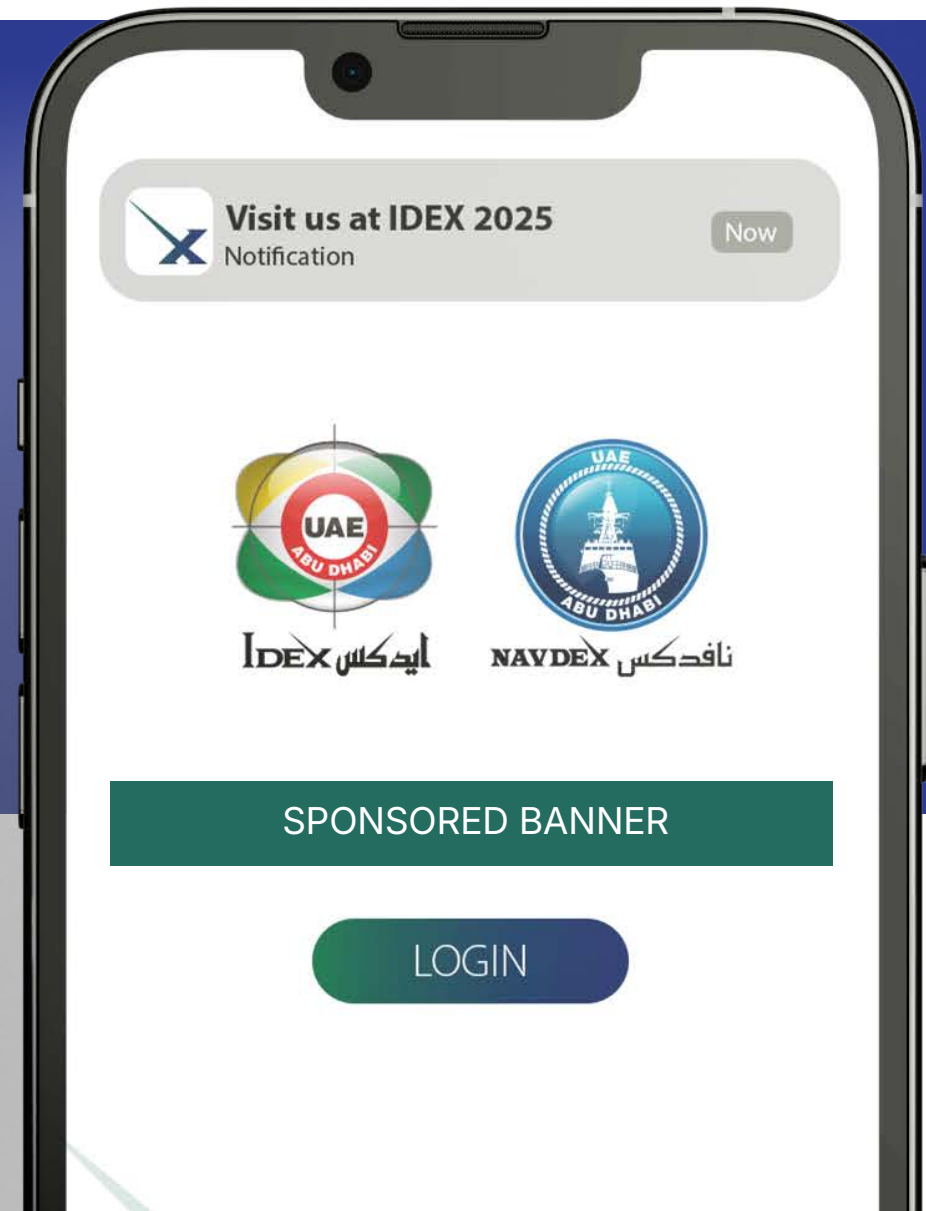 Visit us at IDEX 2025
Notification
Now
UAE
ABU DHABI
IDEX ايدكس
UAE
ABU DHABI
NAVDEX نافدكس
SPONSORED BANNER
LOGIN